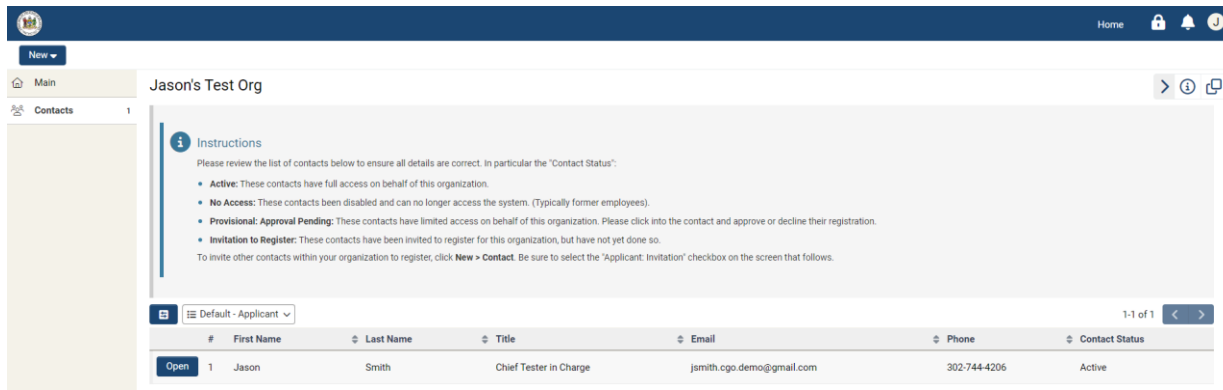 Home J
New
Main
Contacts 1
Jason's Test Org
Instructions
Please review the list of contacts below to ensure all details are correct. In particular the "Contact Status":
Active: These contacts have full access on behalf of this organization.
No Access: These contacts been disabled and can no longer access the system. (Typically former employees).
Provisional: Approval Pending: These contacts have limited access on behalf of this organization. Please click into the contact and approve or decline their registration.
Invitation to Register: These contacts have been invited to register for this organization, but have not yet done so.
To invite other contacts within your organization to register, click New > Contact. Be sure to select the "Applicant: Invitation" checkbox on the screen that follows.
Default - Applicant 1-1 of 1
# First Name Last Name Title Email Phone Contact Status
Open 1 Jason Smith Chief Tester in Charge jsmith.cgo.demo@gmail.com 302-744-4206 Active